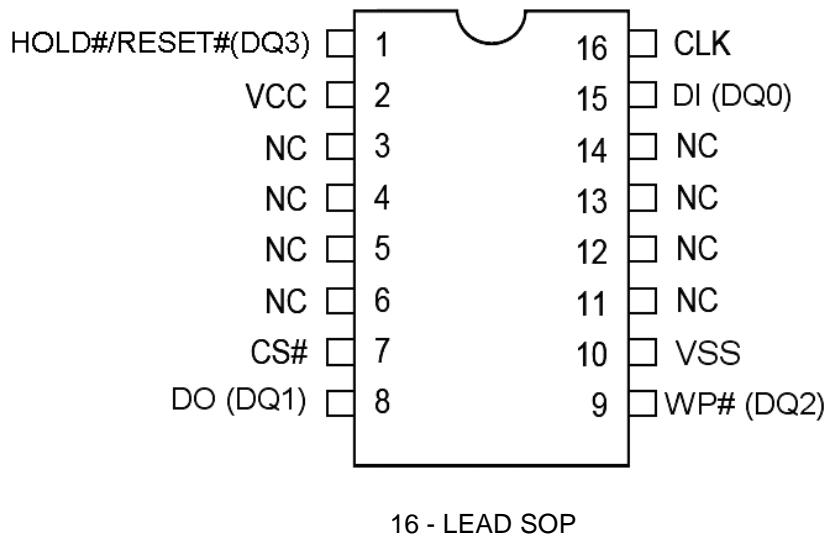 HOLD#/RESET#(DQ3) 1 16 CLK
VCC 2 15 DI (DQ0)
NC 3 14 NC
NC 4 13 NC
NC 5 12 NC
NC 6 11 NC
CS# 7 10 VSS
DO (DQ1) 8 9 WP# (DQ2)
16 - LEAD SOP